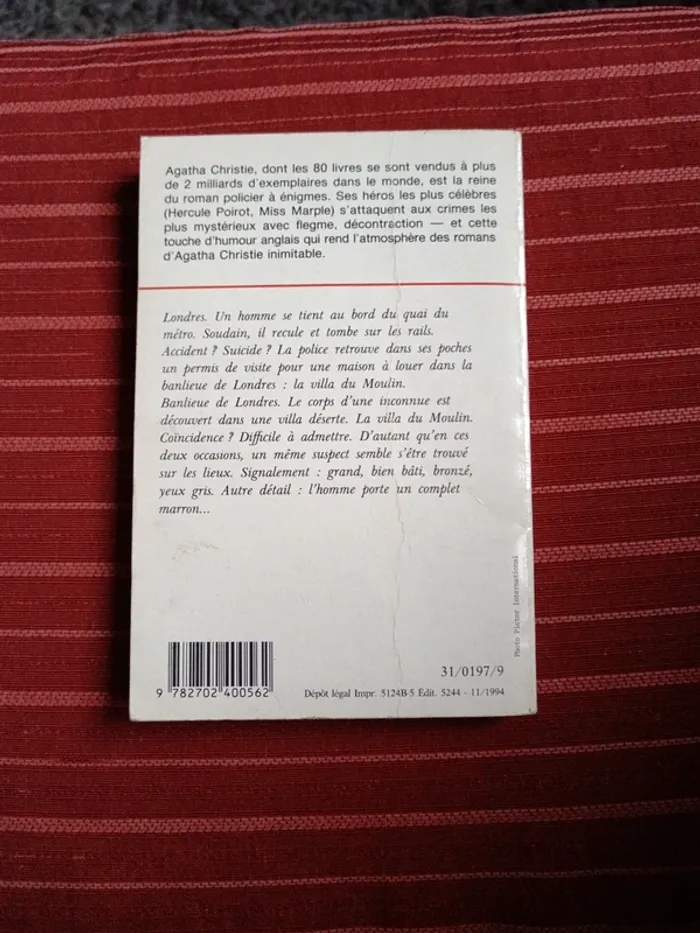 Agatha Christie, dont les 80 livres se sont vendus à plus
de 2 milliards d'exemplaires dans le monde, est la reine
du roman policier à énigmes. Ses héros les plus célèbres
(Hercule Poirot, Miss Marple) s'attaquent aux crimes les
plus mystérieux avec flegme, décontraction — et cette
touche d'humour anglais qui rend l'atmosphère des romans
d'Agatha Christie inimitable.
Londres. Un homme se tient au bord du quai du
métro. Soudain, il recule et tombe sur les rails.
Accident ? Suicide ? La police retrouve dans ses poches
un permis de visite pour une maison à louer dans la
banlieue de Londres : la villa du Moulin.
Banlieue de Londres. Le corps d'une inconnue est
découvert dans une villa déserte. La villa du Moulin.
Coïncidence ? Difficile à admettre. D'autant qu'en ces
deux occasions, un même suspect semble s'être trouvé
sur les lieux. Signalement : grand, bien bâti, bronzé,
yeux gris. Autre détail : l'homme porte un complet
marron...
Photo Pictor International
31/0197/9
9 782702 400562
Dépôt légal Impr. 5124B-5 Édit. 5244 - 11/1994